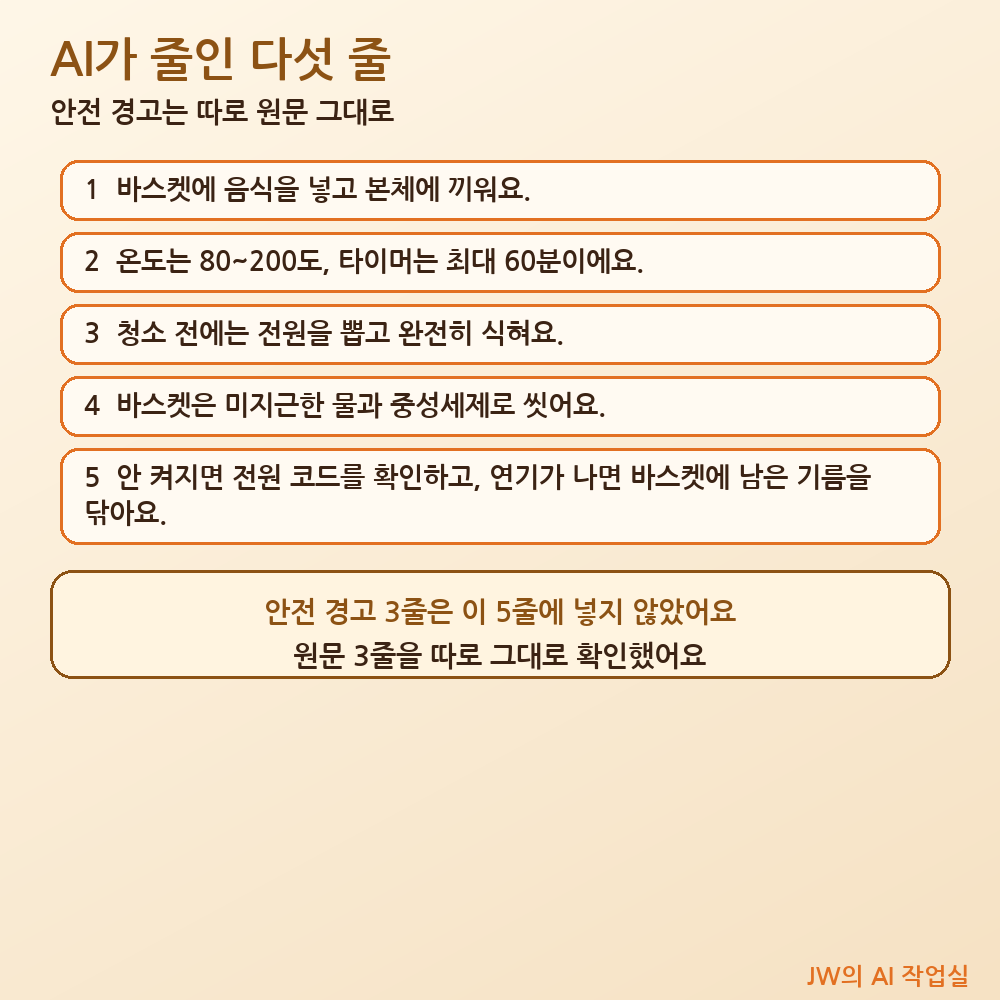 AI가 줄인 다섯 줄
안전 경고는 따로 원문 그대로
1 바스켓에 음식을 넣고 본체에 끼워요.
2 온도는 80~200도, 타이머는 최대 60분이에요.
3 청소 전에는 전원을 뽑고 완전히 식혀요.
4 바스켓은 미지근한 물과 중성세제로 씻어요.
5 안 켜지면 전원 코드를 확인하고, 연기가 나면 바스켓에 남은 기름을
닦아요.
안전 경고 3줄은 이 5줄에 넣지 않았어요
원문 3줄을 따로 그대로 확인했어요
JW의 AI 작업실